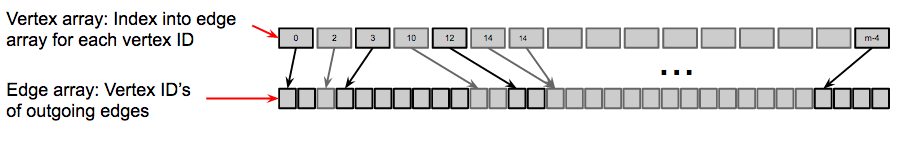 Vertex array: Index into edge
array for each vertex ID
0 2 3 10 12 14 14 m-4
...
Edge array: Vertex ID's
of outgoing edges